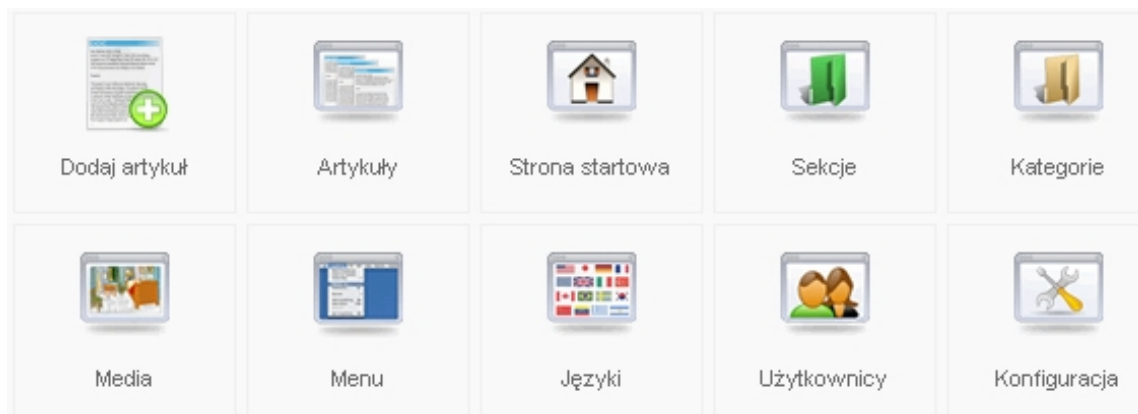 Dodaj artykuł
Artykuły
Strona startowa
Sekcje
Kategorie
Media
Menu
Języki
Użytkownicy
Konfiguracja